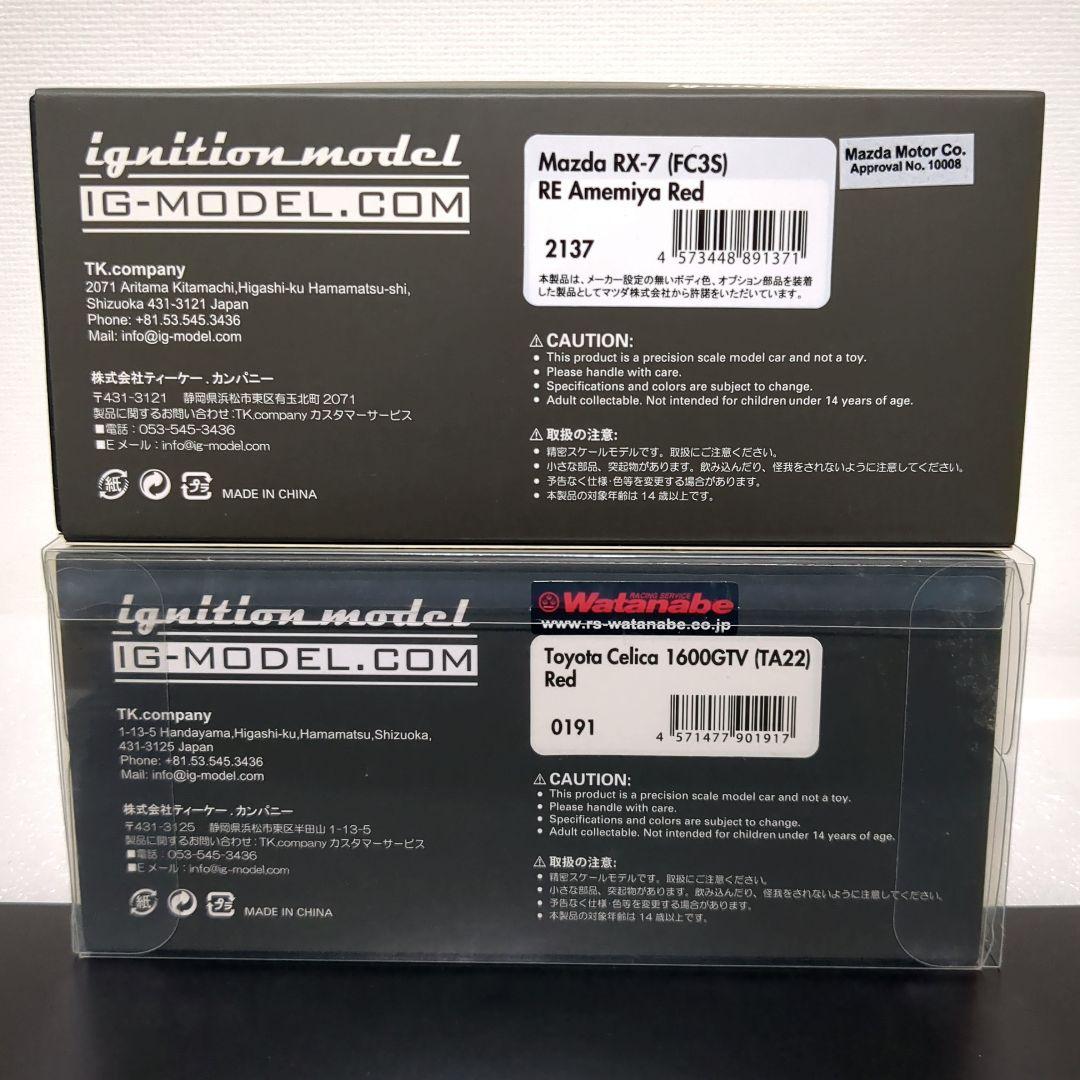 ignition model
IG-MODEL.COM
TK.company
2071 Aritama Kitamachi,Higashi-ku Hamamatsu-shi,
Shizuoka 431-3121 Japan
Phone: +81.53.545.3436
Mail: info@ig-model.com
株式会社ティーケー.カンパニー
〒431-3121 静岡県浜松市東区有玉北町2071
製品に関するお問い合わせ:TK.companyカスタマーサービス
■電話:053-545-3436
■Eメール:info@ig-model.com
紙
プラ
MADE IN CHINA
Mazda RX-7 (FC3S)
RE Amemiya Red
2137
4 573448 891371
本製品は、メーカー設定の無いボディ色、オプション部品を装着
した製品としてマツダ株式会社から許諾をいただいています。
Mazda Motor Co.
Approval No. 10008
⚠CAUTION:
• This product is a precision scale model car and not a toy.
• Please handle with care.
• Specifications and colors are subject to change.
• Adult collectable. Not intended for children under 14 years of age.
⚠取扱の注意:
• 精密スケールモデルです。取扱にご注意ください。
• 小さな部品、突起物があります。飲み込んだり、怪我をされないように注意してください。
• 予告なく仕様・色等を変更する場合があります。
• 本製品の対象年齢は14歳以上です。
ignition model
IG-MODEL.COM
TK.company
1-13-5 Handayama,Higashi-ku,Hamamatsu,Shizuoka,
431-3125 Japan
Phone: +81.53.545.3436
Mail: info@ig-model.com
株式会社ティーケー.カンパニー
〒431-3125 静岡県浜松市東区半田山1-13-5
製品に関するお問い合わせ:TK.companyカスタマーサービス
■電話:053-545-3436
■Eメール:info@ig-model.com
紙
プラ
MADE IN CHINA
RACING SERVICE
Watanabe
www.rs-watanabe.co.jp
Toyota Celica 1600GTV (TA22)
Red
0191
4 571477 901917
⚠CAUTION:
• This product is a precision scale model car and not a toy.
• Please handle with care.
• Specifications and colors are subject to change.
• Adult collectable. Not intended for children under 14 years of age.
⚠取扱の注意:
• 精密スケールモデルです。取扱にご注意ください。
• 小さな部品、突起物があります。飲み込んだり、怪我をされないように注意してください。
• 予告なく仕様・色等を変更する場合があります。
• 本製品の対象年齢は14歳以上です。